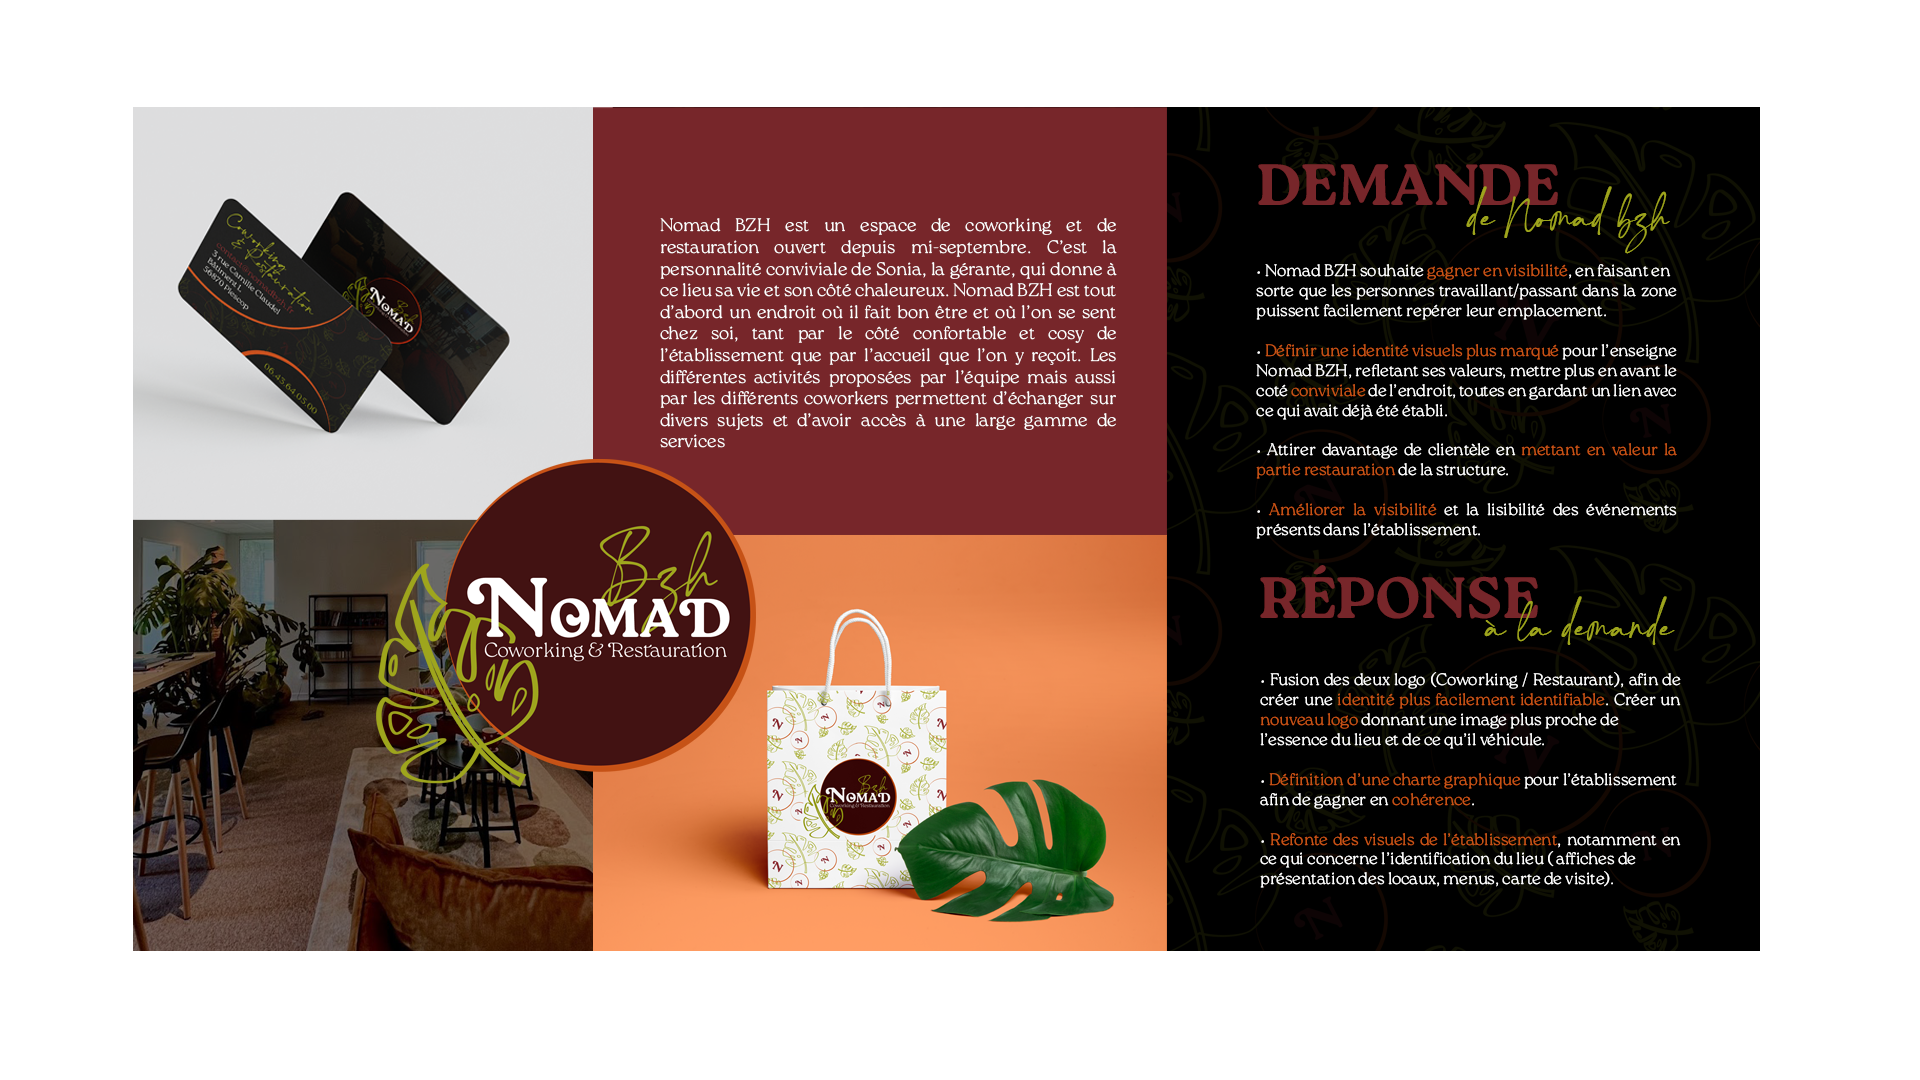 Coworking
& Restauration
3 rue Camille Claudel
Bâtiment L
56870 Plescop
06.43.64.05.00
Bzh
NOMAD
Nomad BZH est un espace de coworking et de
restauration ouvert depuis mi-septembre. C'est la
personnalité conviviale de Sonia, la gérante, qui donne à
ce lieu sa vie et son côté chaleureux. Nomad BZH est tout
d'abord un endroit où il fait bon être et où l'on se sent
chez soi, tant par le côté confortable et cosy de
l'établissement que par l'accueil que l'on y reçoit. Les
différentes activités proposées par l'équipe mais aussi
par les différents coworkers permettent d'échanger sur
divers sujets et d'avoir accès à une large gamme de
services
Bzh
NOMAD
Coworking & Restauration
Bzh
NOMAD
Coworking & Restauration
DEMANDE
de Nomad bzh
• Nomad BZH souhaite gagner en visibilité, en faisant en
sorte que les personnes travaillant/passant dans la zone
puissent facilement repérer leur emplacement.
• Définir une identité visuels plus marqué pour l'enseigne
Nomad BZH, refletant ses valeurs, mettre plus en avant le
coté conviviale de l'endroit, toutes en gardant un lien avec
ce qui avait déjà été établi.
• Attirer davantage de clientèle en mettant en valeur la
partie restauration de la structure.
• Améliorer la visibilité et la lisibilité des événements
présents dans l'établissement.
RÉPONSE
à la demande
• Fusion des deux logo (Coworking / Restaurant), afin de
créer une identité plus facilement identifiable. Créer un
nouveau logo donnant une image plus proche de
l'essence du lieu et de ce qu'il véhicule.
• Définition d'une charte graphique pour l'établissement
afin de gagner en cohérence.
• Refonte des visuels de l'établissement, notamment en
ce qui concerne l'identification du lieu ( affiches de
présentation des locaux, menus, carte de visite).